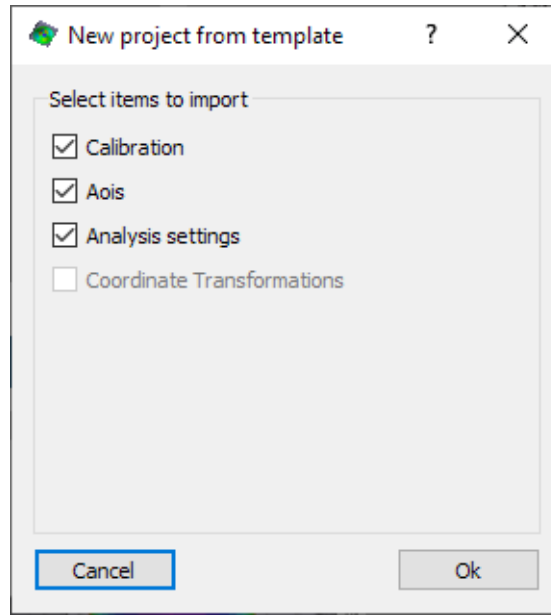 New project from template ? X
Select items to import
Calibration
Aois
Analysis settings
Coordinate Transformations
Cancel Ok